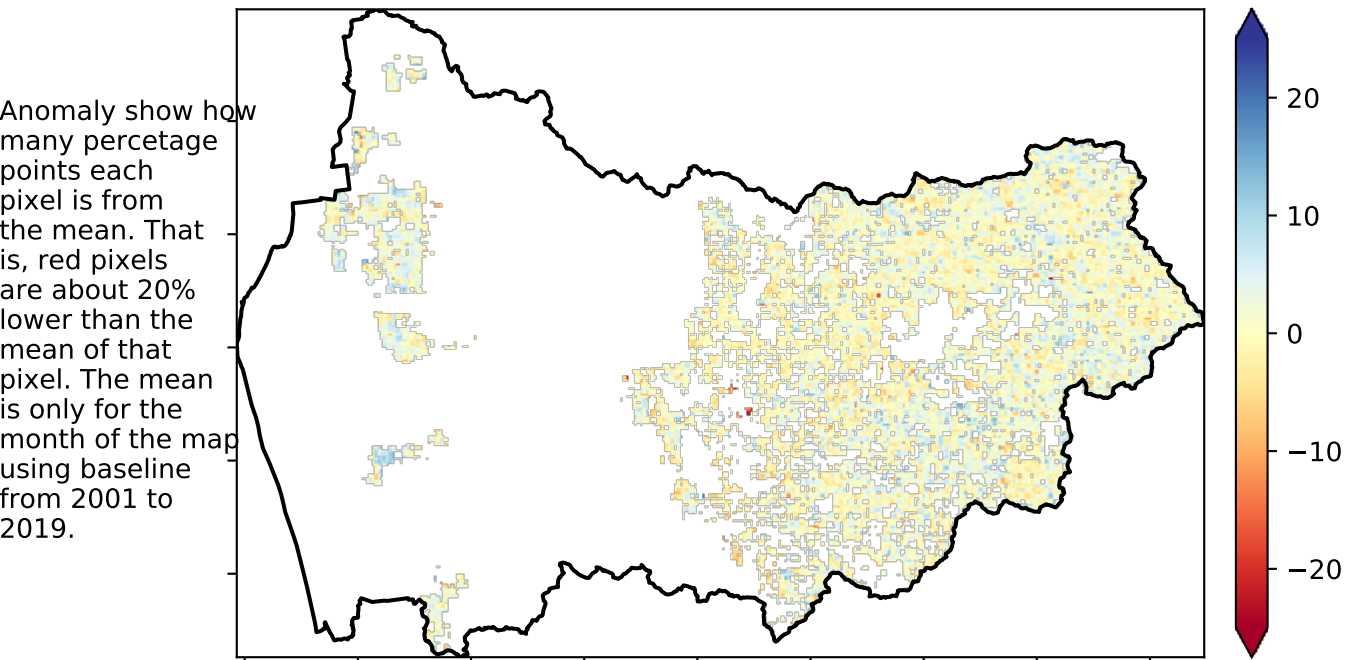 Anomaly show how
many percetage
points each
pixel is from
the mean. That
is, red pixels
are about 20%
lower than the
mean of that
pixel. The mean
is only for the
month of the map
using baseline
from 2001 to
2019.
20
10
0
−10
−20